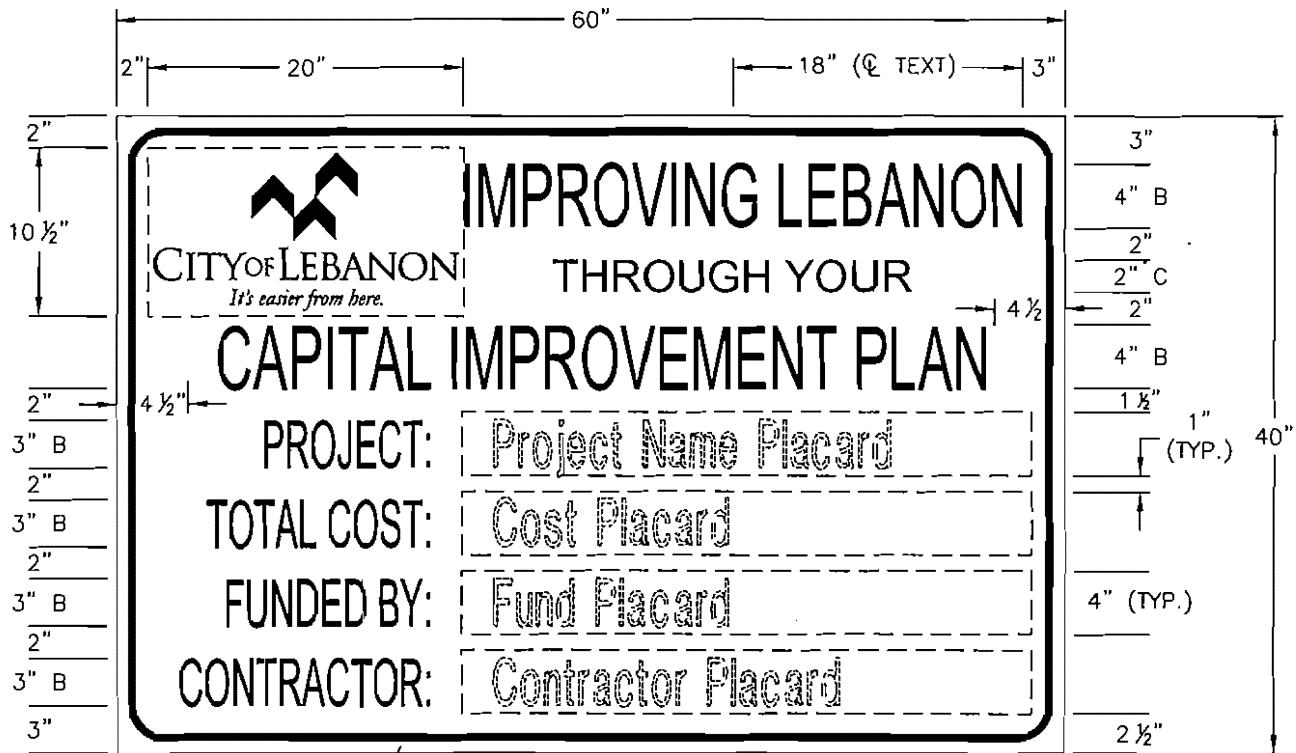 60"
2" 20" 18" (℄ TEXT) 3"
2"
10 ½"
2"
3" B
2"
3" B
2"
3" B
2"
3" B
3"
CITY OF LEBANON
It's easier from here.
IMPROVING LEBANON
THROUGH YOUR
4 ½
CAPITAL IMPROVEMENT PLAN
4 ½"
PROJECT: Project Name Placard
TOTAL COST: Cost Placard
FUNDED BY: Fund Placard
CONTRACTOR: Contractor Placard
3"
4" B
2"
2" C
2"
4" B
1 ½"
1"
(TYP.)
4" (TYP.)
2 ½"
40"